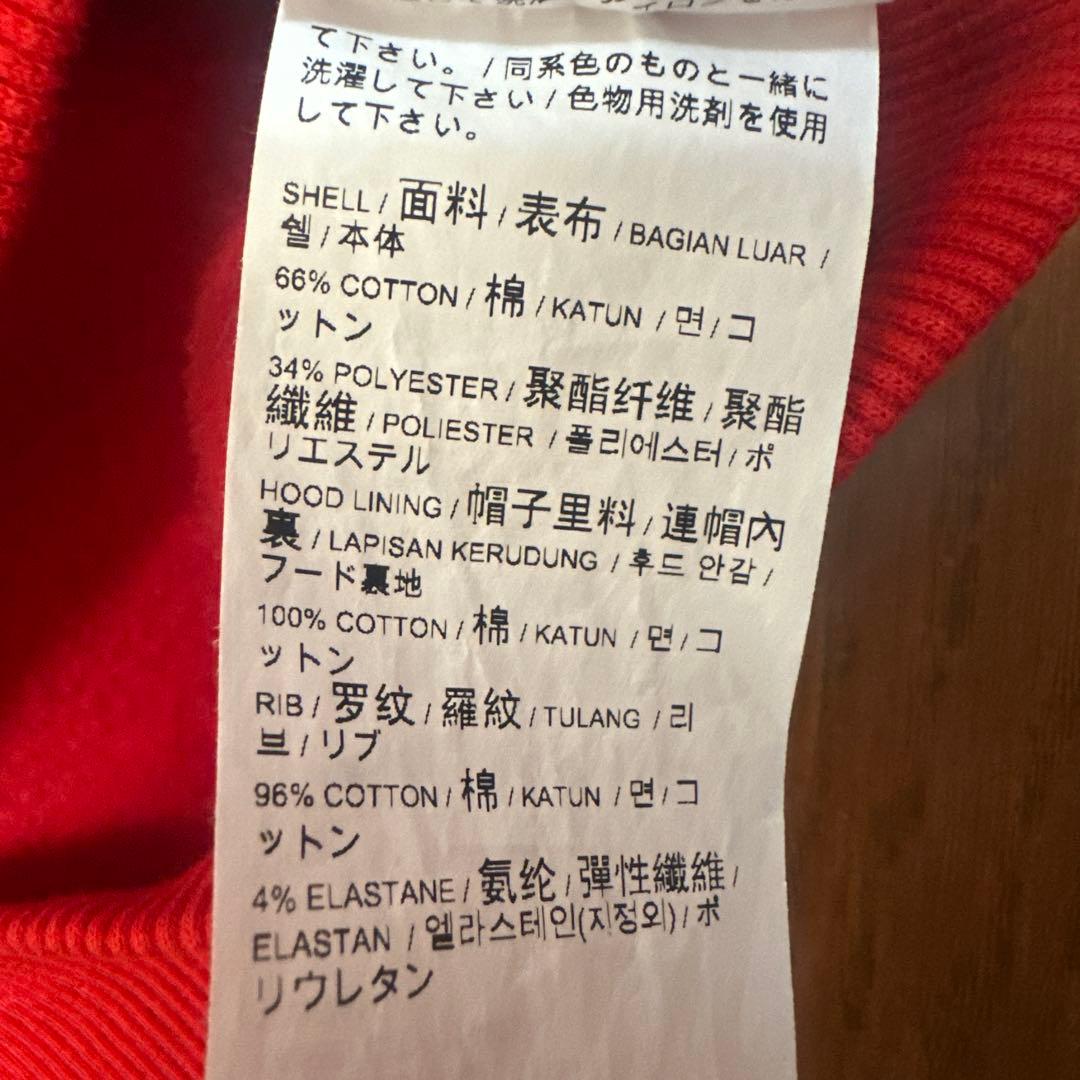 て下さい。/同系色のものと一緒に
洗濯して下さい/色物用洗剤を使用
して下さい。
SHELL / 面料 / 表布 / BAGIAN LUAR /
쉘 / 本体
66% COTTON / 棉 / KATUN / 면 / コ
ットン
34% POLYESTER / 聚酯纤维 / 聚酯
纖維 / POLIESTER / 폴리에스터 / ポ
リエステル
HOOD LINING / 帽子里料 / 連帽內
裏 / LAPISAN KERUDUNG / 후드 안감 /
フード裏地
100% COTTON / 棉 / KATUN / 면 / コ
ットン
RIB / 罗纹 / 羅紋 / TULANG / 리
브 / リブ
96% COTTON / 棉 / KATUN / 면 / コ
ットン
4% ELASTANE / 氨纶 / 彈性纖維 /
ELASTAN / 엘라스테인(지정외) / ポ
リウレタン